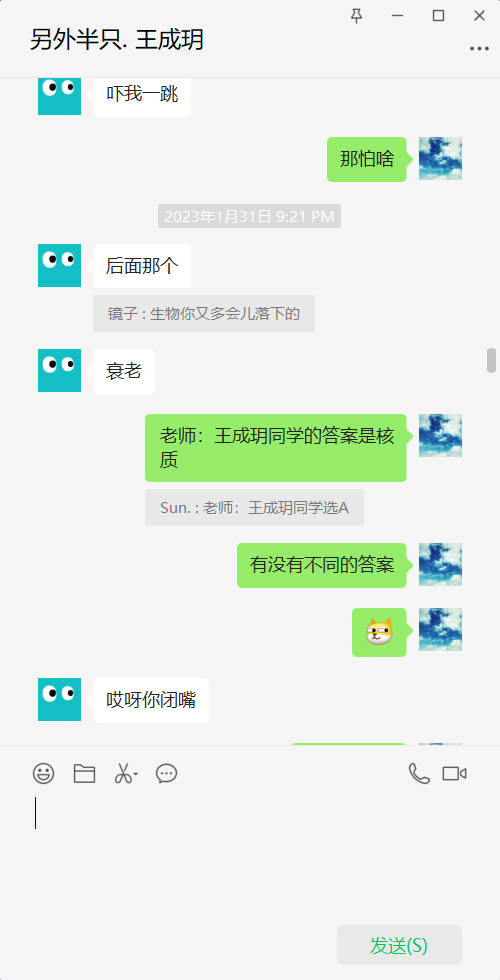 另外半只. 王成玥
吓我一跳
那怕啥
2023年1月31日 9:21 PM
后面那个
镜子 : 生物你又多会儿落下的
衰老
老师：王成玥同学的答案是核
质
Sun. : 老师：王成玥同学选A
有没有不同的答案
哎呀你闭嘴
发送(S)